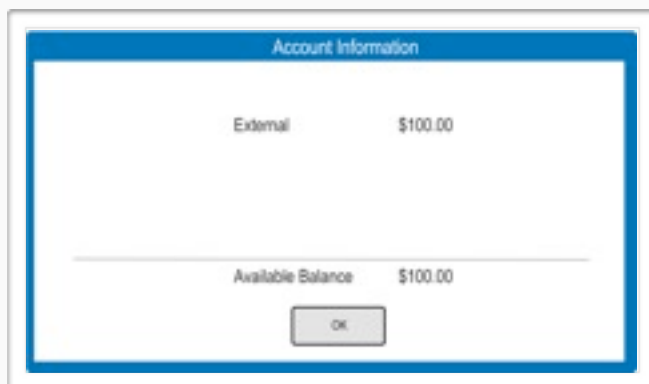 Account Information
External $100.00
Available Balance $100.00
OK